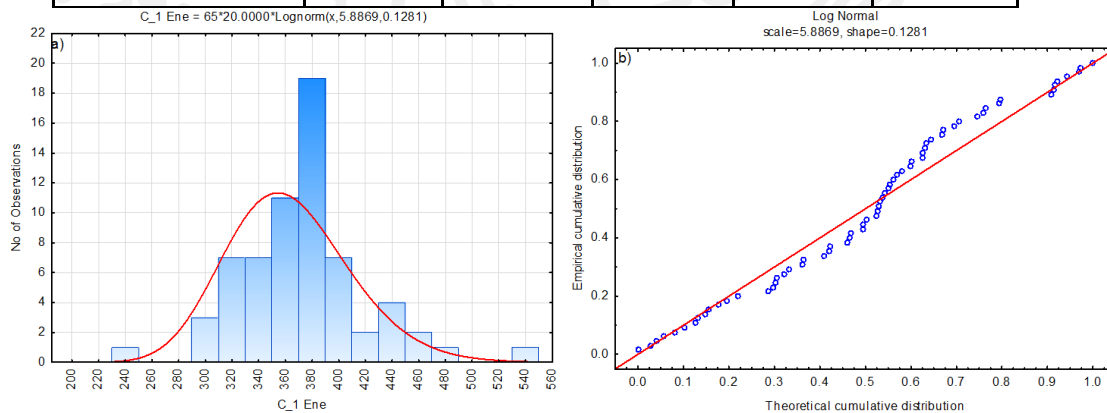 C_1 Ene = 65*20.0000*Lognorm(x,5.8869,0.1281)
a)
No of Observations
22
20
18
16
14
12
10
8
6
4
2
0
200 220 240 260 280 300 320 340 360 380 400 420 440 460 480 500 520 540 560
C_1 Ene
Log Normal
scale=5.8869, shape=0.1281
b)
Empirical cumulative distribution
1.0
0.8
0.6
0.4
0.2
0.0
0.0 0.1 0.2 0.3 0.4 0.5 0.6 0.7 0.8 0.9 1.0
Theoretical cumulative distribution